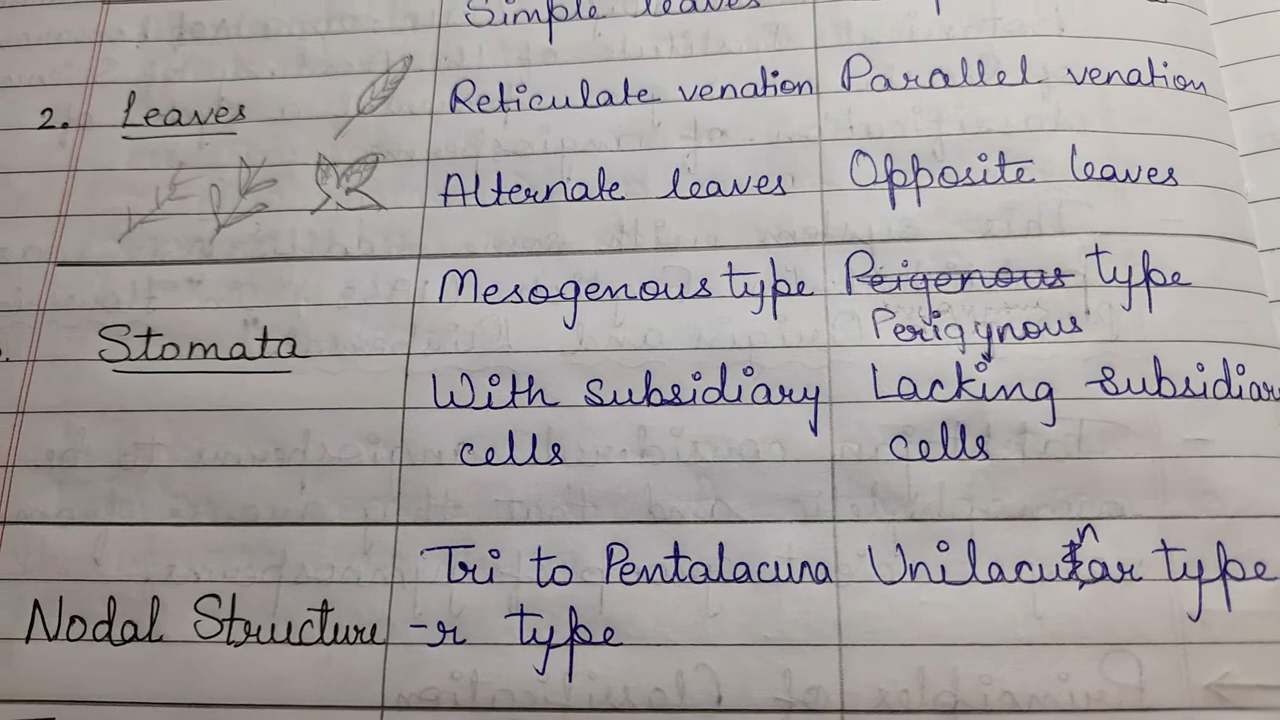 Simple leaves
2. Leaves Reticulate venation Parallel venation
Alternate leaves Opposite leaves
Mesogenous type Peigenous type
Perigynous
Stomata
With subsidiary Lacking subsidiar
cells cells
Tri to Pentalacuna Unilacunar type
Nodal Structure -r type